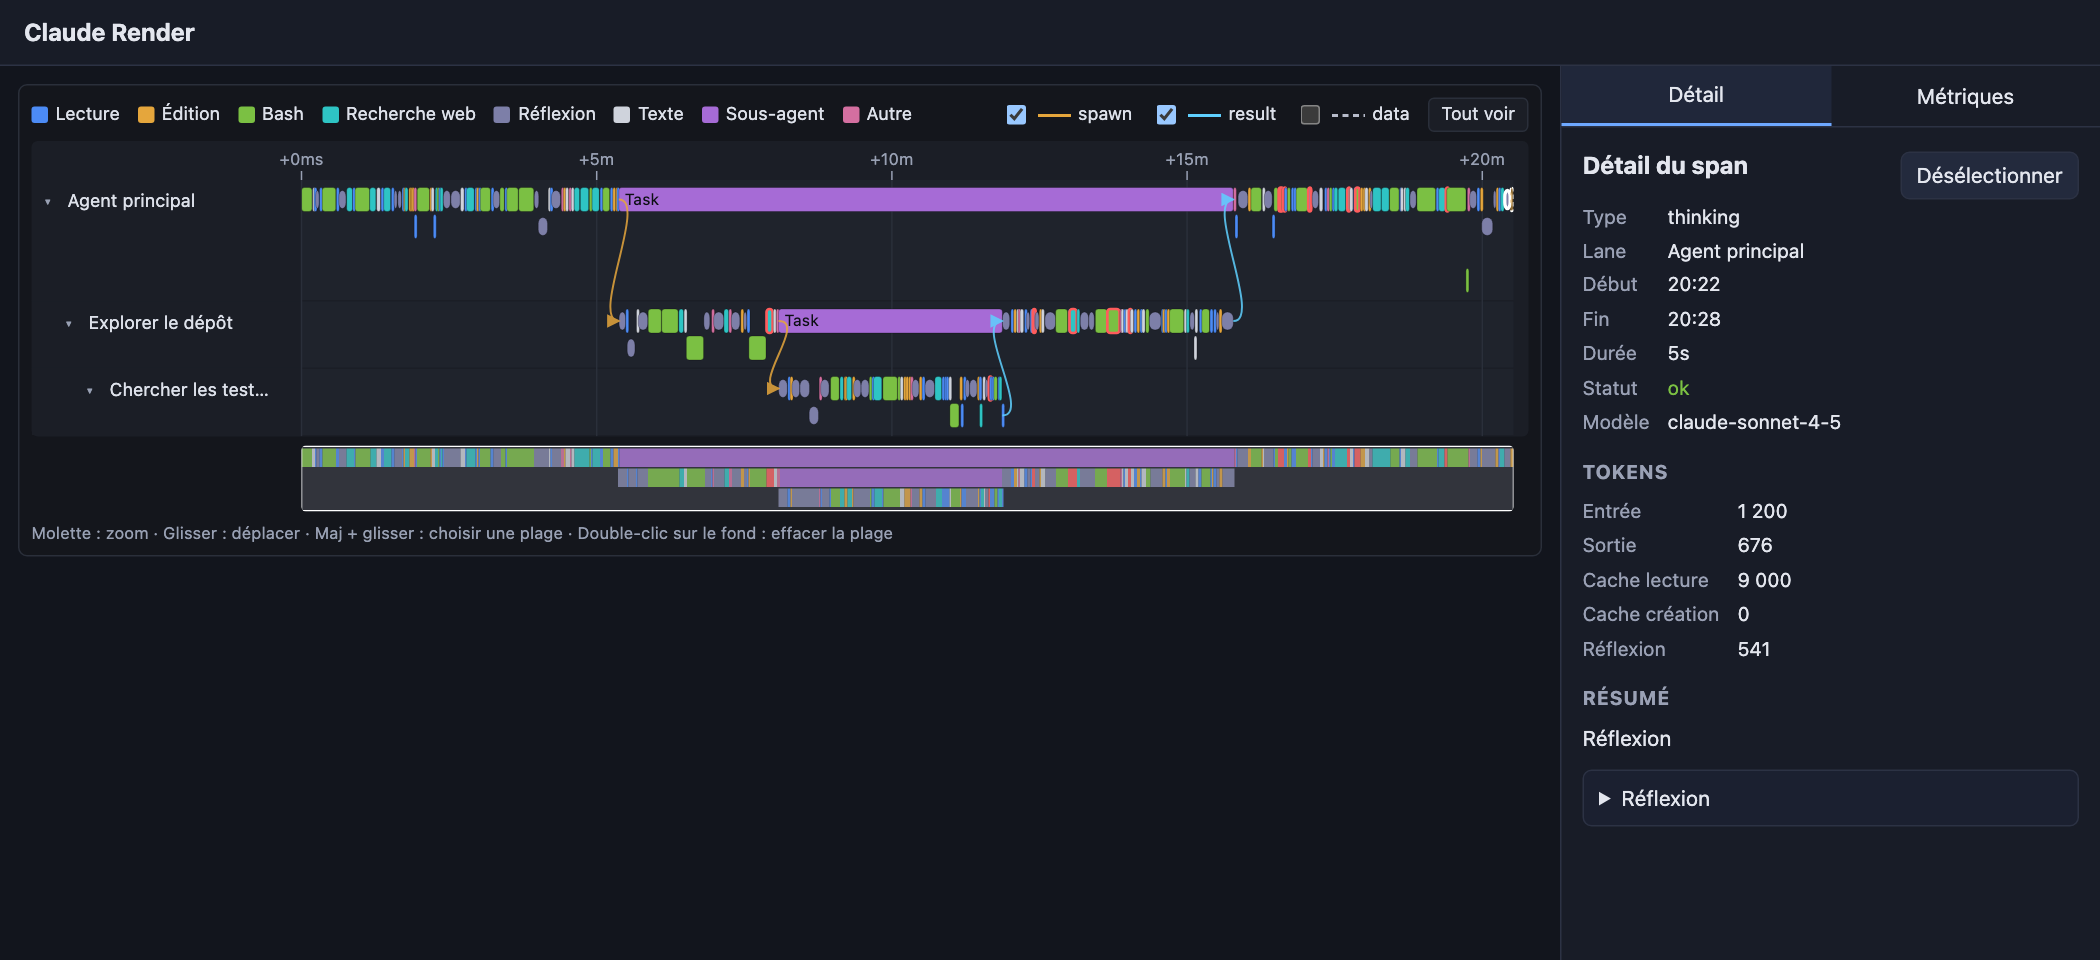 Claude Render
Lecture Édition Bash Recherche web Réflexion Texte Sous-agent Autre spawn result data Tout voir
+0ms +5m +10m +15m +20m
Agent principal
Task
Explorer le dépôt
Task
Chercher les test...
Molette : zoom · Glisser : déplacer · Maj + glisser : choisir une plage · Double-clic sur le fond : effacer la plage
Détail Métriques
Détail du span Désélectionner
Type thinking
Lane Agent principal
Début 20:22
Fin 20:28
Durée 5s
Statut ok
Modèle claude-sonnet-4-5
TOKENS
Entrée 1 200
Sortie 676
Cache lecture 9 000
Cache création 0
Réflexion 541
RÉSUMÉ
Réflexion
Réflexion